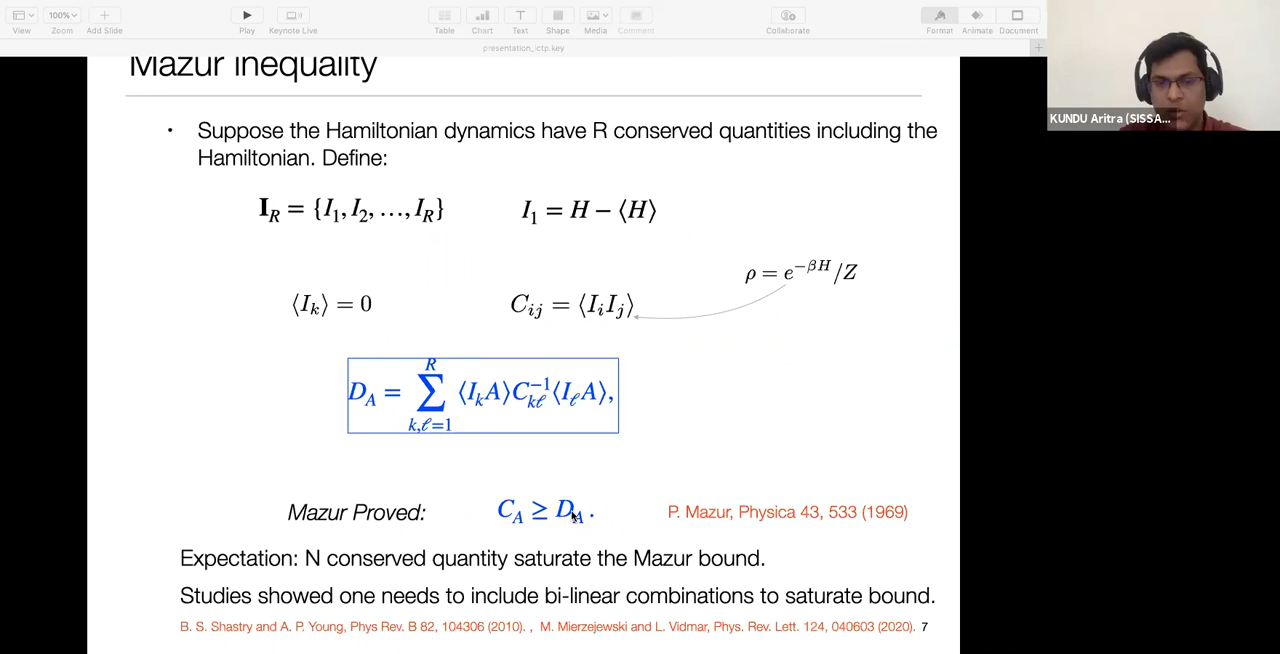 View
100%
Zoom
Add Slide
Play
Keynote Live
Table
Chart
Text
Shape
Media
Comment
Collaborate
Format
Animate
Document
presentation_ictp.key
KUNDU Aritra (SISSA...
Mazur inequality
• Suppose the Hamiltonian dynamics have R conserved quantities including the
Hamiltonian. Define:
I_R = {I_1, I_2, …, I_R}
I_1 = H − ⟨H⟩
ρ = e^{−βH}/Z
⟨I_k⟩ = 0
C_{ij} = ⟨I_i I_j⟩
D_A = ∑_{k,ℓ=1}^{R} ⟨I_k A⟩C_{kℓ}^{−1}⟨I_ℓ A⟩,
Mazur Proved:
C_A ≥ D_A .
P. Mazur, Physica 43, 533 (1969)
Expectation: N conserved quantity saturate the Mazur bound.
Studies showed one needs to include bi-linear combinations to saturate bound.
B. S. Shastry and A. P. Young, Phys Rev. B 82, 104306 (2010). , M. Mierzejewski and L. Vidmar, Phys. Rev. Lett. 124, 040603 (2020). 7